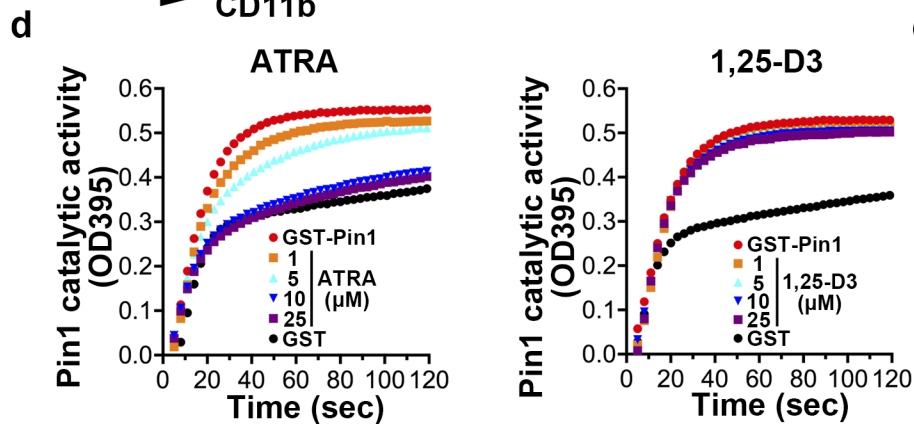 CD11b
d
ATRA
Pin1 catalytic activity
(OD395)
0.6
0.5
0.4
0.3
0.2
0.1
0.0
GST-Pin1
1
5
10
25
ATRA
(μM)
GST
0 20 40 60 80 100 120
Time (sec)
1,25-D3
Pin1 catalytic activity
(OD395)
0.6
0.5
0.4
0.3
0.2
0.1
0.0
GST-Pin1
1
5
10
25
1,25-D3
(μM)
GST
0 20 40 60 80 100 120
Time (sec)